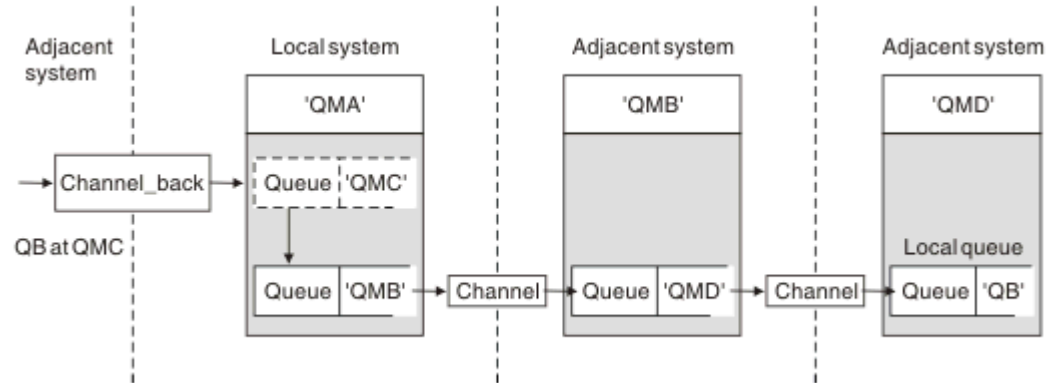 Adjacent
system
Local system
Adjacent system
Adjacent system
'QMA'
'QMB'
'QMD'
Channel_back
Queue 'QMC'
QB at QMC
Local queue
Queue 'QMB'
Channel
Queue 'QMD'
Channel
Queue 'QB'